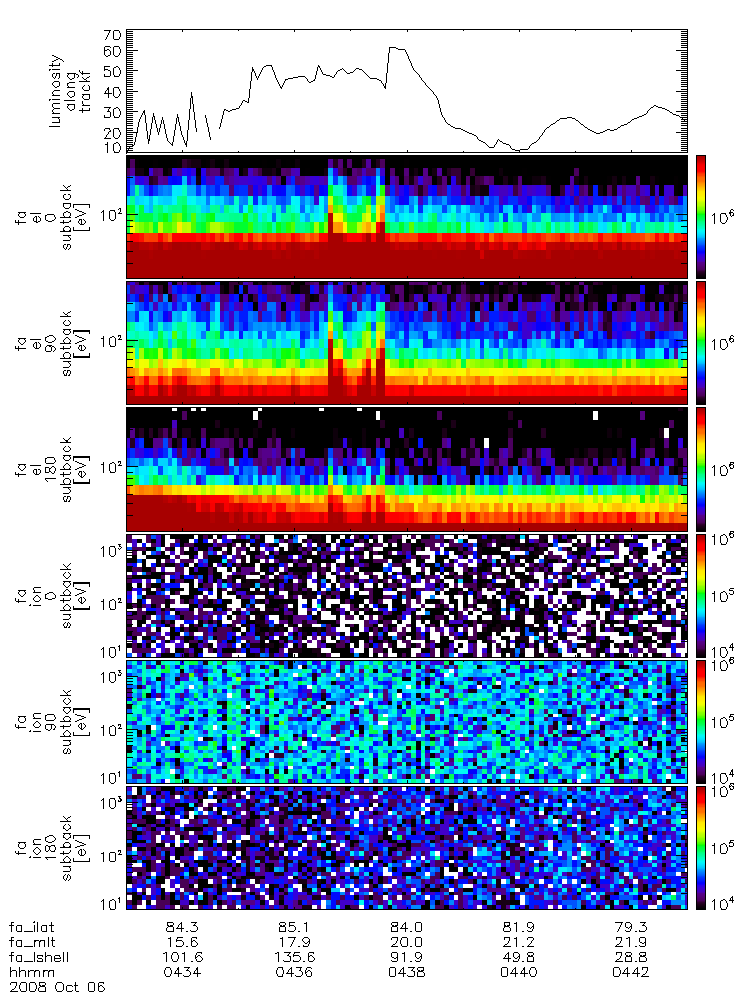 luminosity
along
trackf
70
60
50
40
30
20
10
fa
el
0
subtback
[eV]
10²
10⁶
fa
el
90
subtback
[eV]
10²
10⁶
fa
el
180
subtback
[eV]
10²
10⁶
fa
ion
0
subtback
[eV]
10³
10²
10¹
10⁶
10⁵
10⁴
fa
ion
90
subtback
[eV]
10³
10²
10¹
10⁶
10⁵
10⁴
fa
ion
180
subtback
[eV]
10³
10²
10¹
10⁶
10⁵
10⁴
fa_ilat 84.3 85.1 84.0 81.9 79.3
fa_mlt 15.6 17.9 20.0 21.2 21.9
fa_lshell 101.6 135.6 91.9 49.8 28.8
hhmm 0434 0436 0438 0440 0442
2008 Oct 06